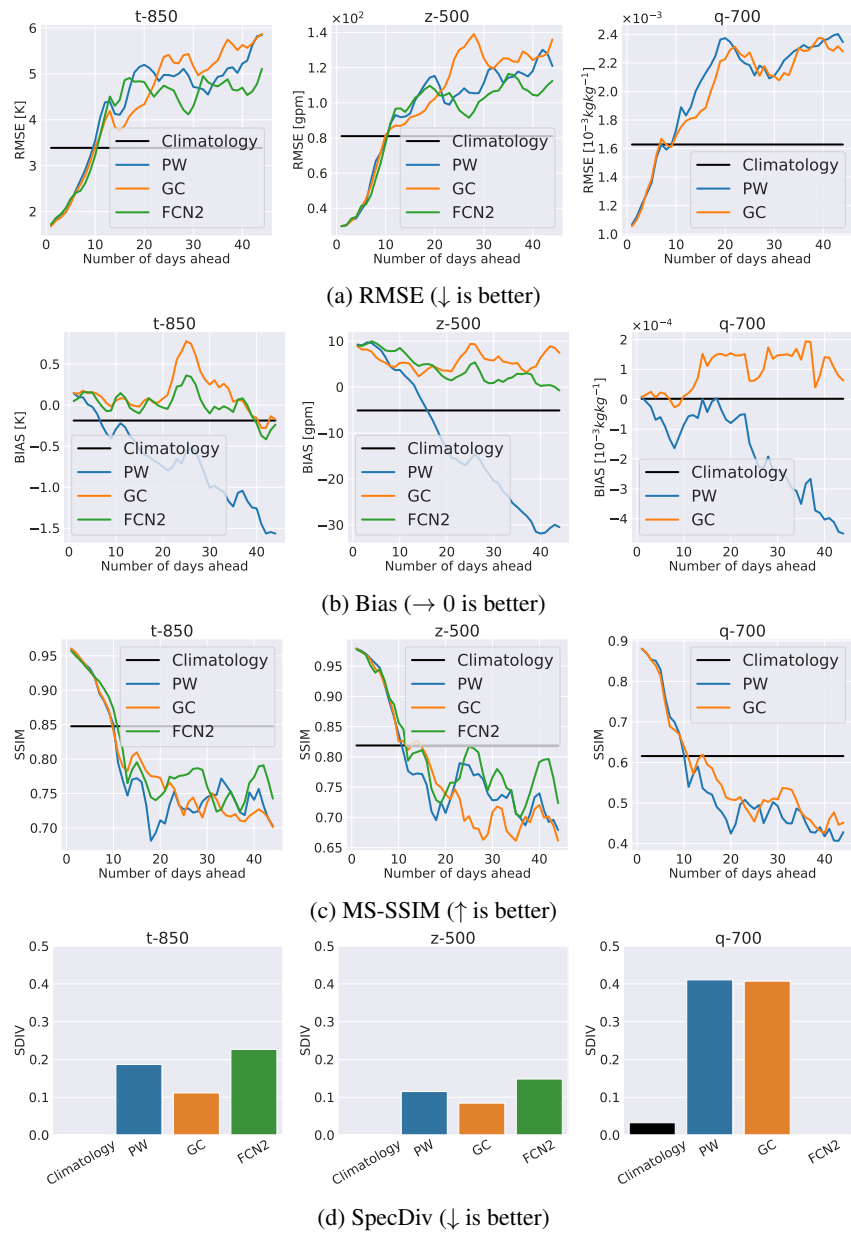 t-850 z-500 q-700
×10² ×10⁻³
6 1.4 2.4
5 1.2 2.2
4 1.0 2.0
3 0.8 1.8
2 0.6 1.6
0.4 1.4
1.2
1.0
RMSE [K] RMSE [gpm] RMSE [10⁻³kgkg⁻¹]
Climatology Climatology Climatology
PW PW PW
GC GC GC
FCN2 FCN2
0 10 20 30 40 0 10 20 30 40 0 10 20 30 40
Number of days ahead Number of days ahead Number of days ahead
(a) RMSE (↓ is better)
t-850 z-500 q-700
×10⁻⁴
0.5 10 2
0.0 0 1
−0.5 −10 0
−1.0 −20 −1
−1.5 −30 −2
−3
−4
BIAS [K] BIAS [gpm] BIAS [10⁻³kgkg⁻¹]
Climatology Climatology Climatology
PW PW PW
GC GC GC
FCN2 FCN2
0 10 20 30 40 0 10 20 30 40 0 10 20 30 40
Number of days ahead Number of days ahead Number of days ahead
(b) Bias (→ 0 is better)
t-850 z-500 q-700
0.95 0.95 0.9
0.90 0.90 0.8
0.85 0.85 0.7
0.80 0.80 0.6
0.75 0.75 0.5
0.70 0.70 0.4
0.65
SSIM SSIM SSIM
Climatology Climatology Climatology
PW PW PW
GC GC GC
FCN2 FCN2
0 10 20 30 40 0 10 20 30 40 0 10 20 30 40
Number of days ahead Number of days ahead Number of days ahead
(c) MS-SSIM (↑ is better)
t-850 z-500 q-700
0.5 0.5 0.5
0.4 0.4 0.4
0.3 0.3 0.3
0.2 0.2 0.2
0.1 0.1 0.1
0.0 0.0 0.0
SDIV SDIV SDIV
Climatology PW GC FCN2 Climatology PW GC FCN2 Climatology PW GC FCN2
(d) SpecDiv (↓ is better)